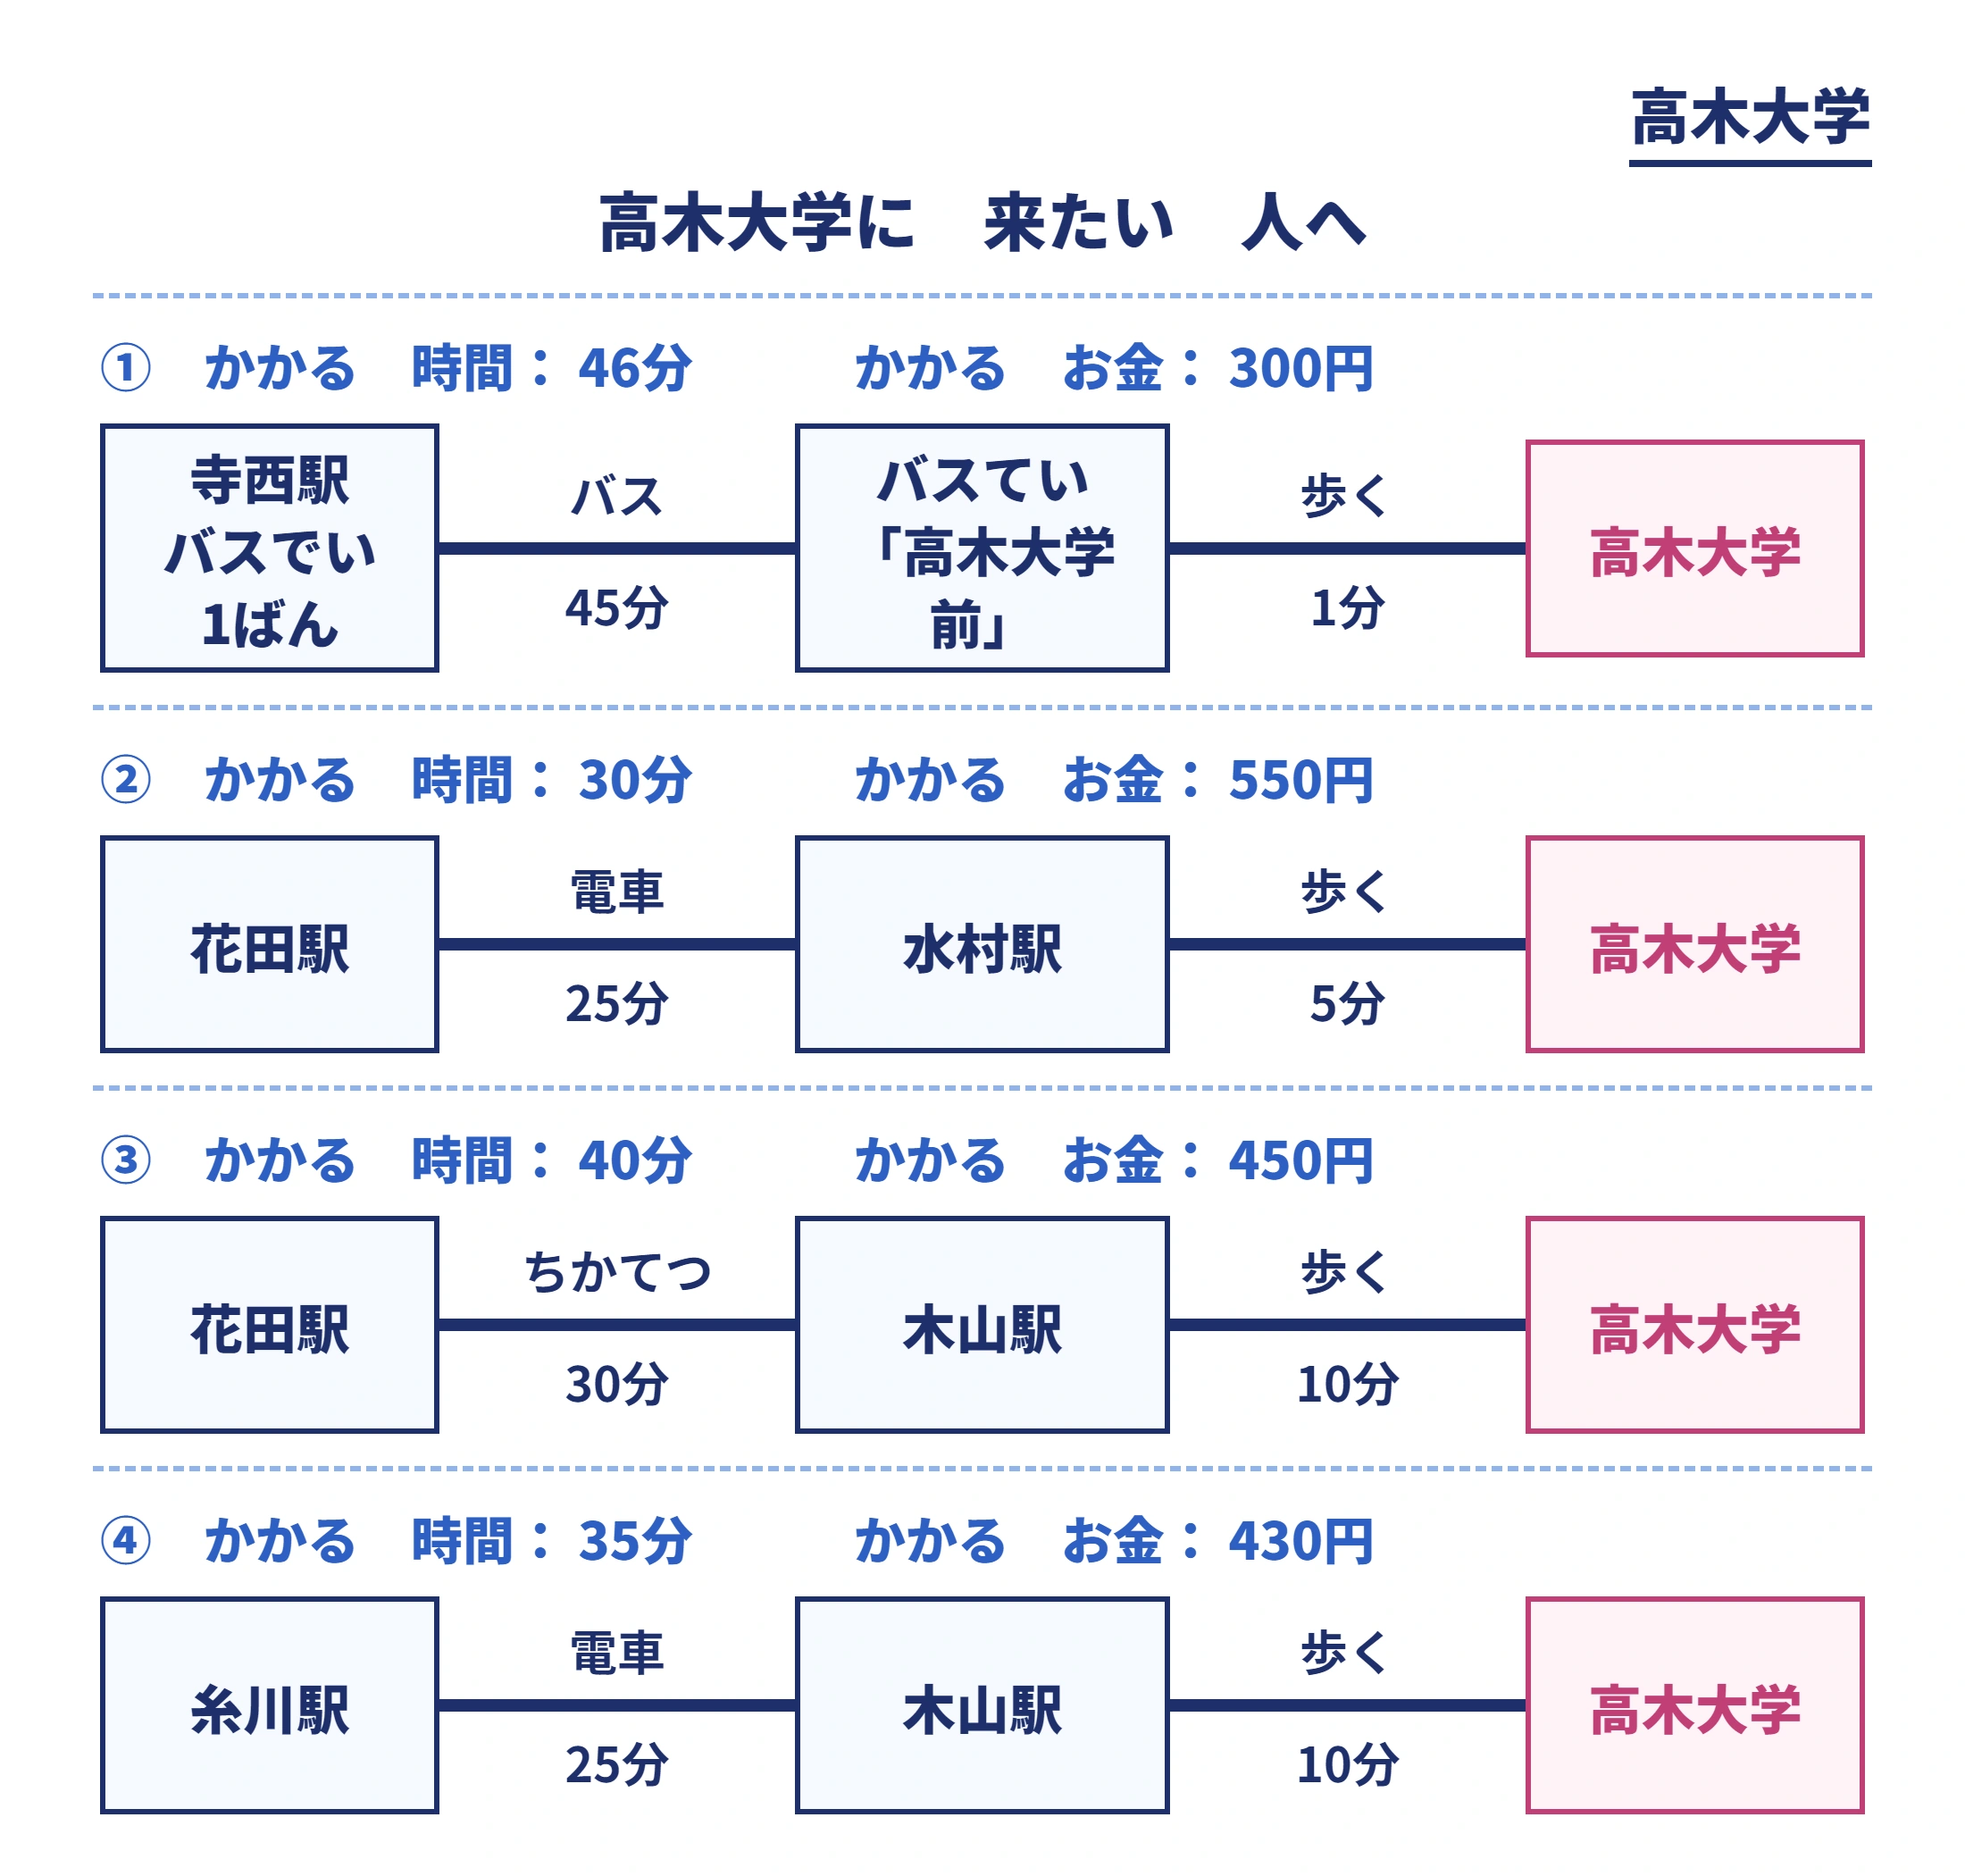 高木大学
高木大学に　来たい　人へ
①　かかる　時間：46分　　　かかる　お金：300円
寺西駅
バスでい
1ばん
バス
45分
バスてい
「高木大学
前」
歩く
1分
高木大学
②　かかる　時間：30分　　　かかる　お金：550円
花田駅
電車
25分
水村駅
歩く
5分
高木大学
③　かかる　時間：40分　　　かかる　お金：450円
花田駅
ちかてつ
30分
木山駅
歩く
10分
高木大学
④　かかる　時間：35分　　　かかる　お金：430円
糸川駅
電車
25分
木山駅
歩く
10分
高木大学